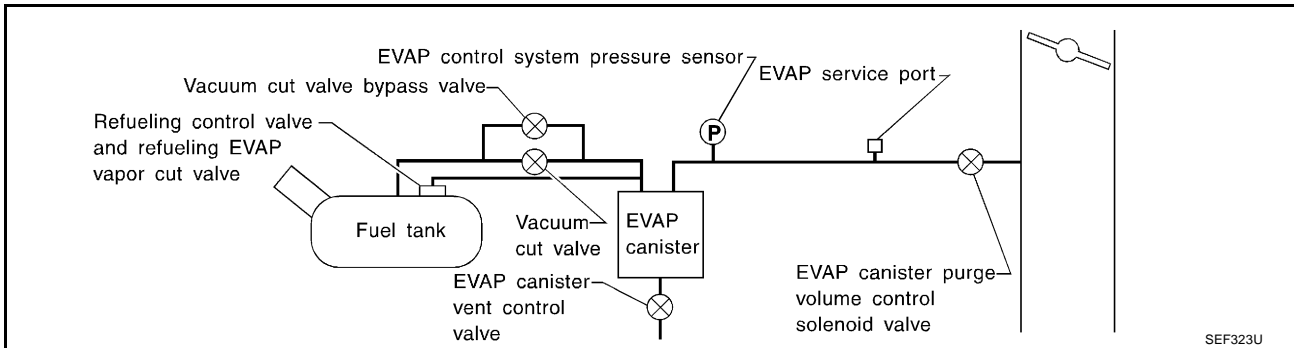 EVAP control system pressure sensor
EVAP service port
Vacuum cut valve bypass valve
Refueling control valve
and refueling EVAP
vapor cut valve
P
Fuel tank
Vacuum
cut valve
EVAP
canister
EVAP canister
vent control
valve
EVAP canister purge
volume control
solenoid valve
SEF323U